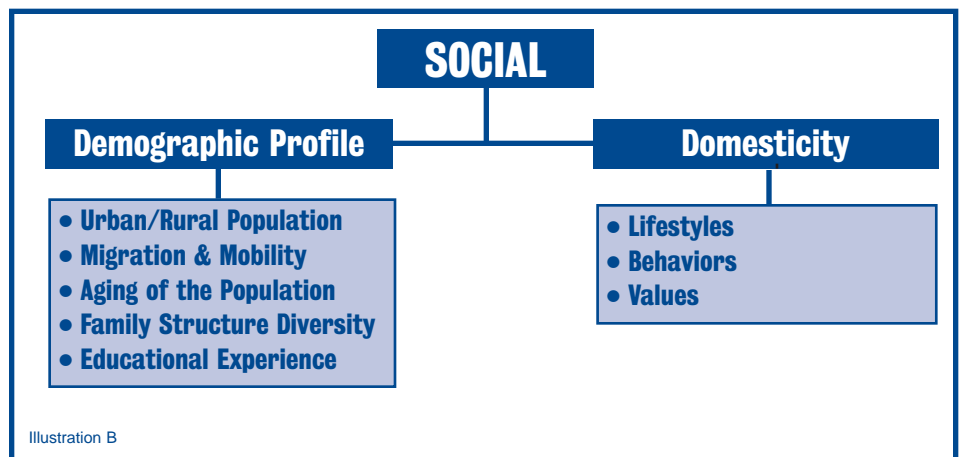 SOCIAL
Demographic Profile
• Urban/Rural Population
• Migration & Mobility
• Aging of the Population
• Family Structure Diversity
• Educational Experience
Domesticity
• Lifestyles
• Behaviors
• Values
Illustration B